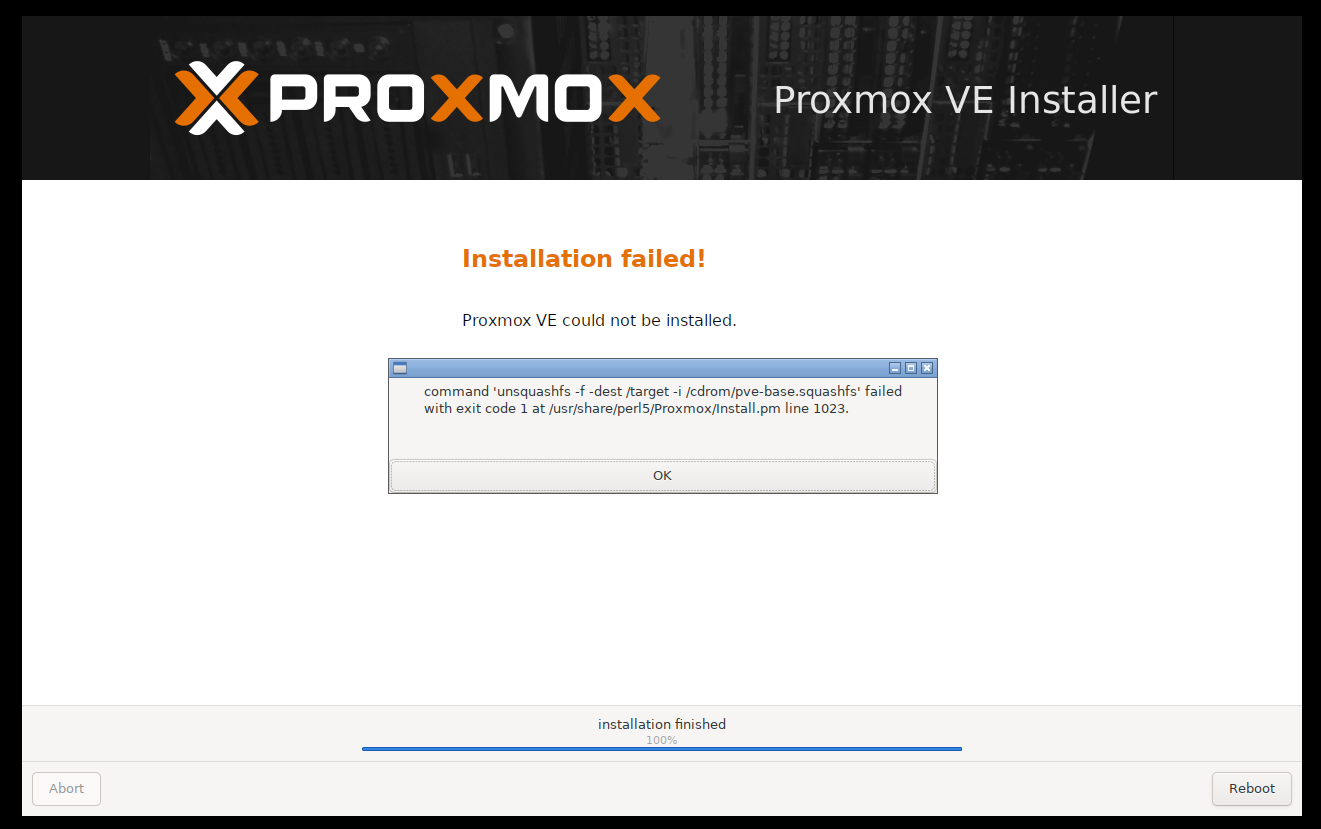 PROXMOX
Proxmox VE Installer
Installation failed!
Proxmox VE could not be installed.
command 'unsquashfs -f -dest /target -i /cdrom/pve-base.squashfs' failed
with exit code 1 at /usr/share/perl5/Proxmox/Install.pm line 1023.
OK
installation finished
100%
Abort
Reboot